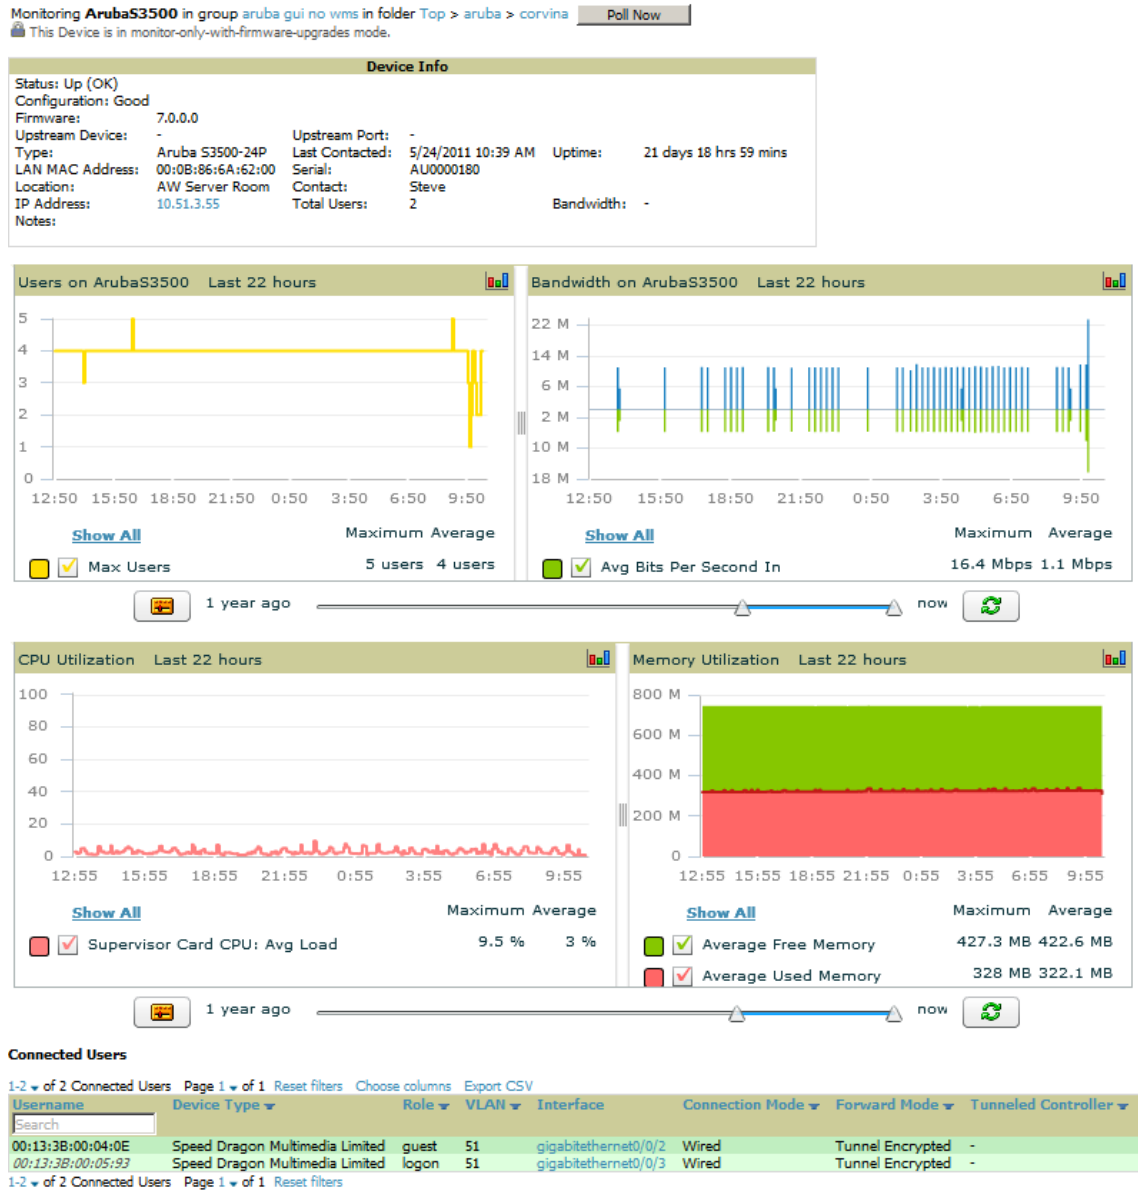 Monitoring ArubaS3500 in group aruba gui no wms in folder Top > aruba > corvina Poll Now
This Device is in monitor-only-with-firmware-upgrades mode.
Device Info
Status: Up (OK)
Configuration: Good
Firmware: 7.0.0.0
Upstream Device: - Upstream Port: -
Type: Aruba S3500-24P Last Contacted: 5/24/2011 10:39 AM Uptime: 21 days 18 hrs 59 mins
LAN MAC Address: 00:0B:86:6A:62:00 Serial: AU0000180
Location: AW Server Room Contact: Steve
IP Address: 10.51.3.55 Total Users: 2 Bandwidth: -
Notes:
Users on ArubaS3500 Last 22 hours
5
4
3
2
1
0
12:50 15:50 18:50 21:50 0:50 3:50 6:50 9:50
Show All Maximum Average
Max Users 5 users 4 users
Bandwidth on ArubaS3500 Last 22 hours
22 M
14 M
6 M
2 M
10 M
18 M
12:50 15:50 18:50 21:50 0:50 3:50 6:50 9:50
Show All Maximum Average
Avg Bits Per Second In 16.4 Mbps 1.1 Mbps
1 year ago now
CPU Utilization Last 22 hours
100
80
60
40
20
0
12:55 15:55 18:55 21:55 0:55 3:55 6:55 9:55
Show All Maximum Average
Supervisor Card CPU: Avg Load 9.5 % 3 %
Memory Utilization Last 22 hours
800 M
600 M
400 M
200 M
0
12:55 15:55 18:55 21:55 0:55 3:55 6:55 9:55
Show All Maximum Average
Average Free Memory 427.3 MB 422.6 MB
Average Used Memory 328 MB 322.1 MB
1 year ago now
Connected Users
1-2 of 2 Connected Users Page 1 of 1 Reset filters Choose columns Export CSV
Username Device Type Role VLAN Interface Connection Mode Forward Mode Tunneled Controller
Search
00:13:3B:00:04:0E Speed Dragon Multimedia Limited guest 51 gigabitethernet0/0/2 Wired Tunnel Encrypted -
00:13:3B:00:05:93 Speed Dragon Multimedia Limited logon 51 gigabitethernet0/0/3 Wired Tunnel Encrypted -
1-2 of 2 Connected Users Page 1 of 1 Reset filters